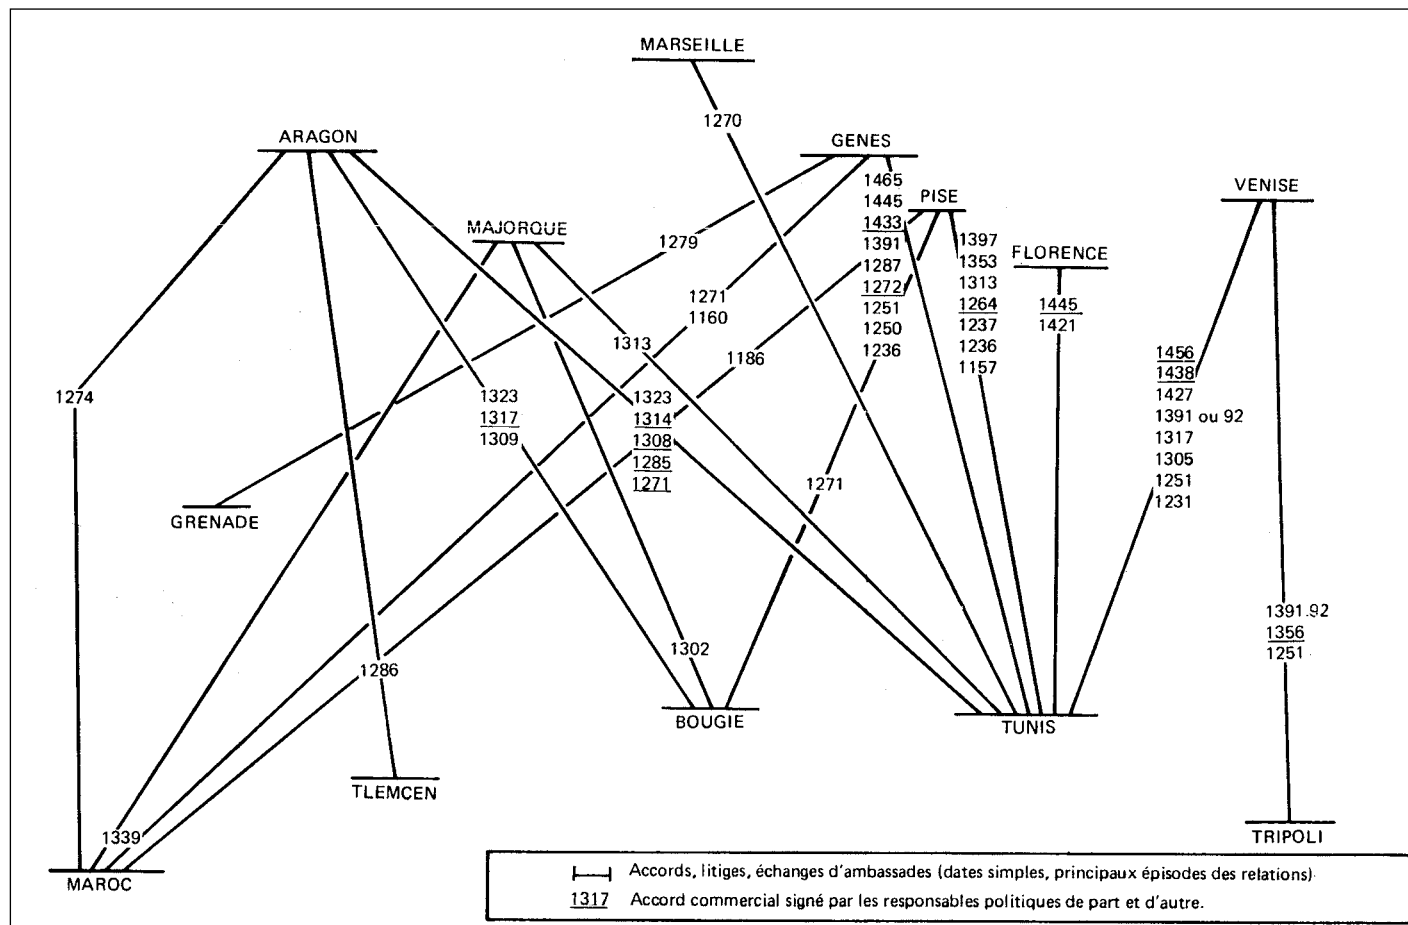 MARSEILLE
1270
ARAGON
GENES
VENISE
PISE
MAJORQUE
FLORENCE
1465
1445
1433
1391
1287
1272
1251
1250
1236
1397
1353
1313
1264
1237
1236
1157
1445
1421
1279
1271
1160
1313
1186
1274
1323
1317
1309
1323
1314
1308
1285
1271
1456
1438
1427
1391 ou 92
1317
1305
1251
1231
1271
GRENADE
1391.92
1356
1251
1302
1286
BOUGIE
TUNIS
TLEMCEN
1339
TRIPOLI
MAROC
Accords, litiges, échanges d'ambassades (dates simples, principaux épisodes des relations)
1317 Accord commercial signé par les responsables politiques de part et d'autre.